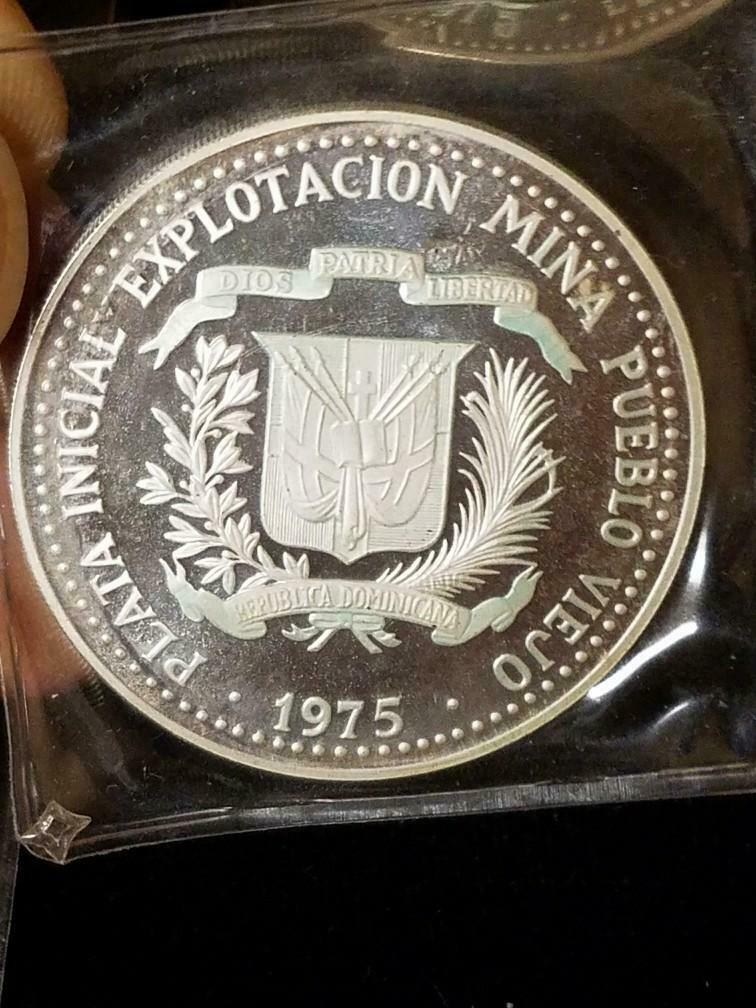 PLATA INICIAL EXPLOTACION MINA PUEBLO VIEJO
DIOS PATRIA LIBERTAD
REPUBLICA DOMINICANA
· 1975 ·